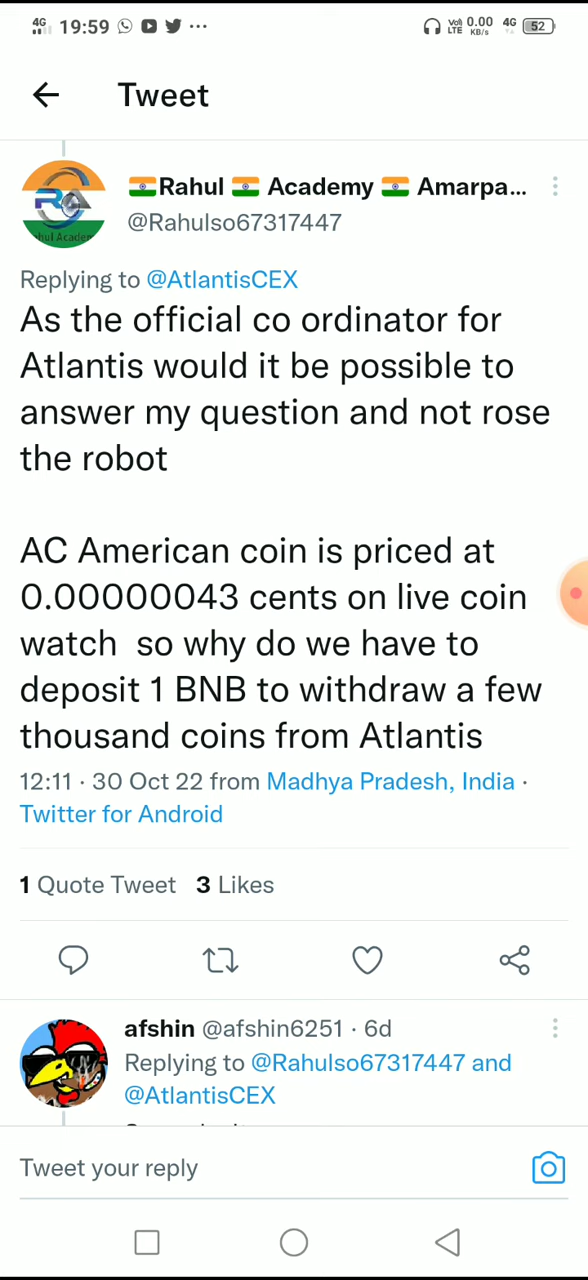 4G 19:59 ... Vol) LTE 0.00 KB/s 4G 52
Tweet
🇮🇳Rahul 🇮🇳 Academy 🇮🇳 Amarpa...
@Rahulso67317447
Replying to @AtlantisCEX
As the official co ordinator for
Atlantis would it be possible to
answer my question and not rose
the robot
AC American coin is priced at
0.00000043 cents on live coin
watch  so why do we have to
deposit 1 BNB to withdraw a few
thousand coins from Atlantis
12:11 · 30 Oct 22 from Madhya Pradesh, India ·
Twitter for Android
1 Quote Tweet 3 Likes
afshin @afshin6251 · 6d
Replying to @Rahulso67317447 and
@AtlantisCEX
Tweet your reply